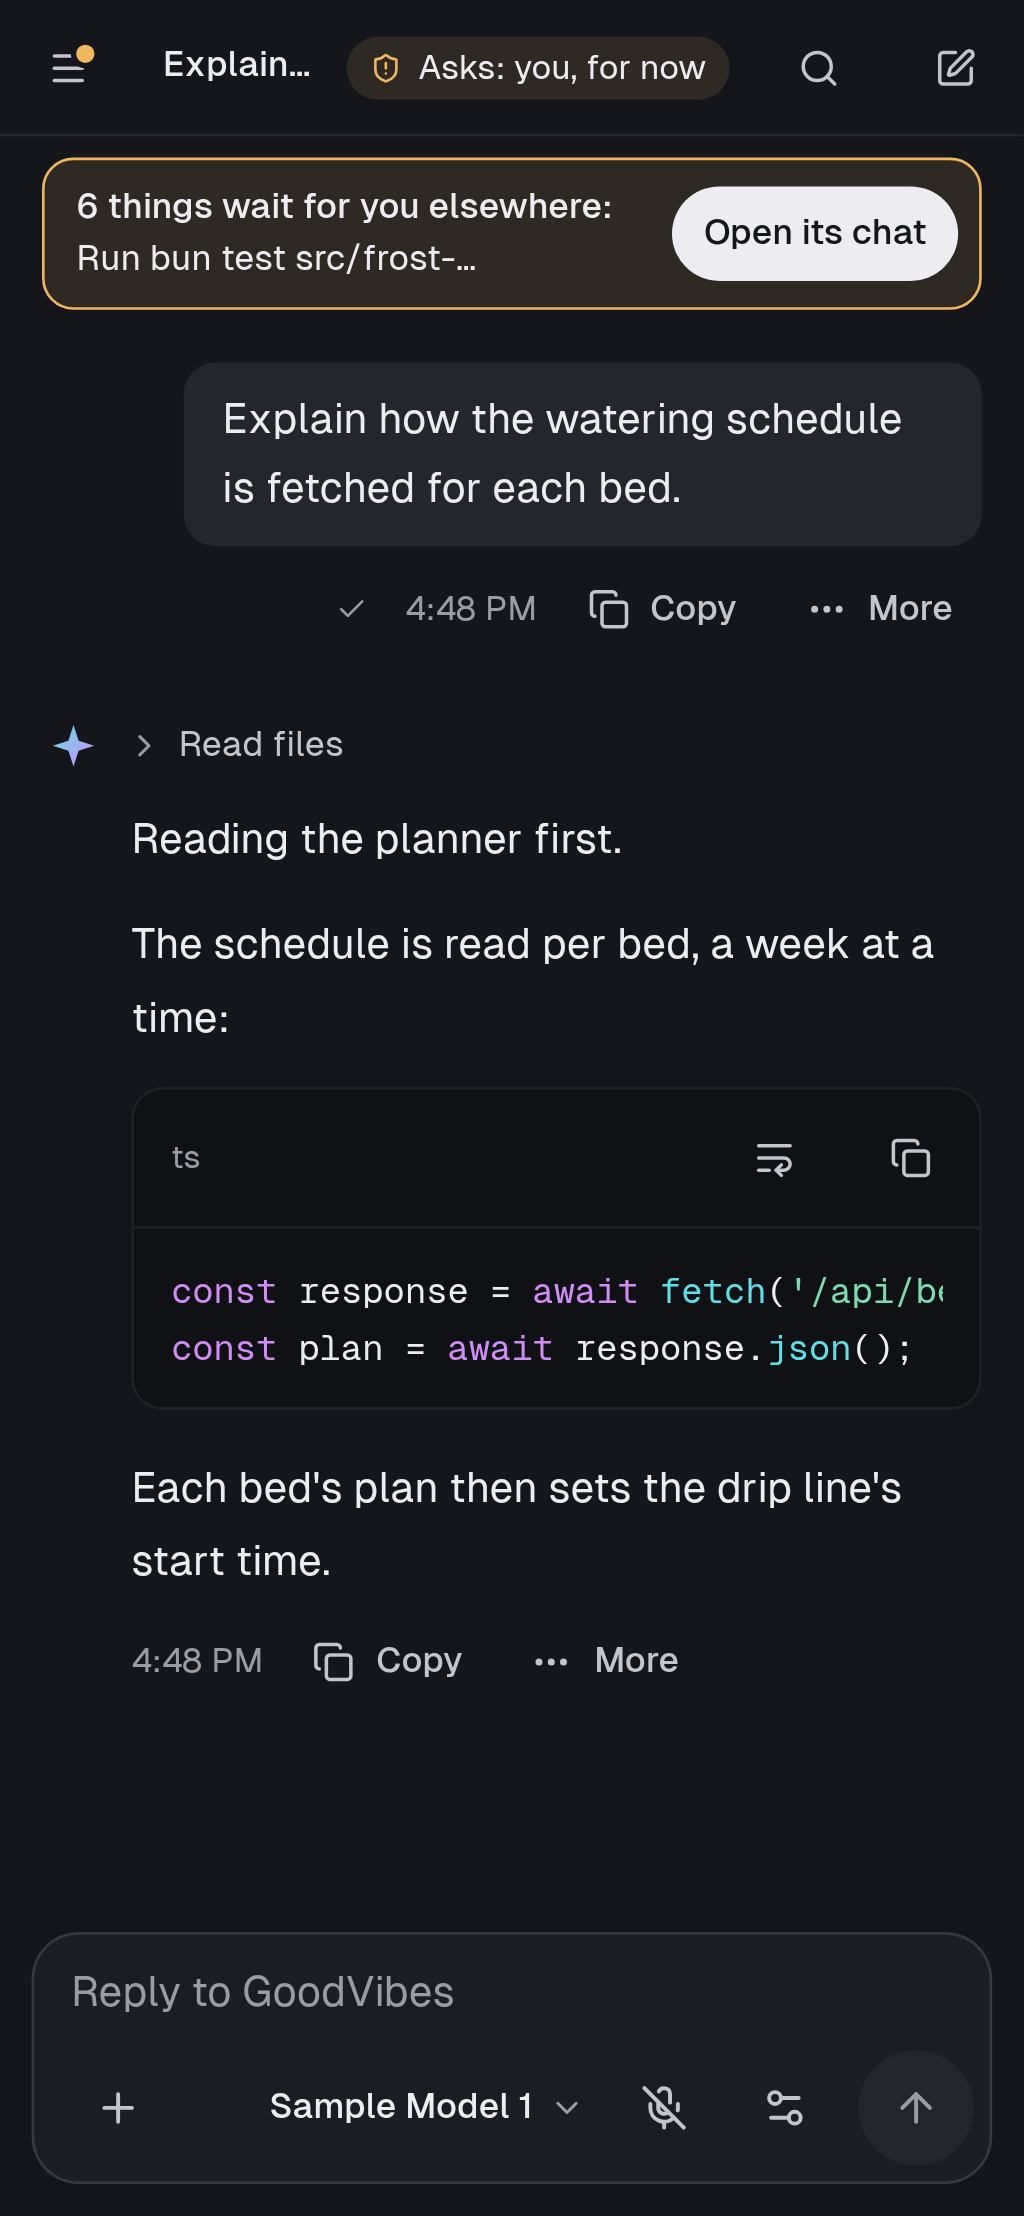 Explain…
Asks: you, for now
6 things wait for you elsewhere:
Run bun test src/frost-…
Open its chat
Explain how the watering schedule
is fetched for each bed.
4:48 PM
Copy
More
Read files
Reading the planner first.
The schedule is read per bed, a week at a
time:
ts
const response = await fetch('/api/be
const plan = await response.json();
Each bed's plan then sets the drip line's
start time.
4:48 PM
Copy
More
Reply to GoodVibes
Sample Model 1